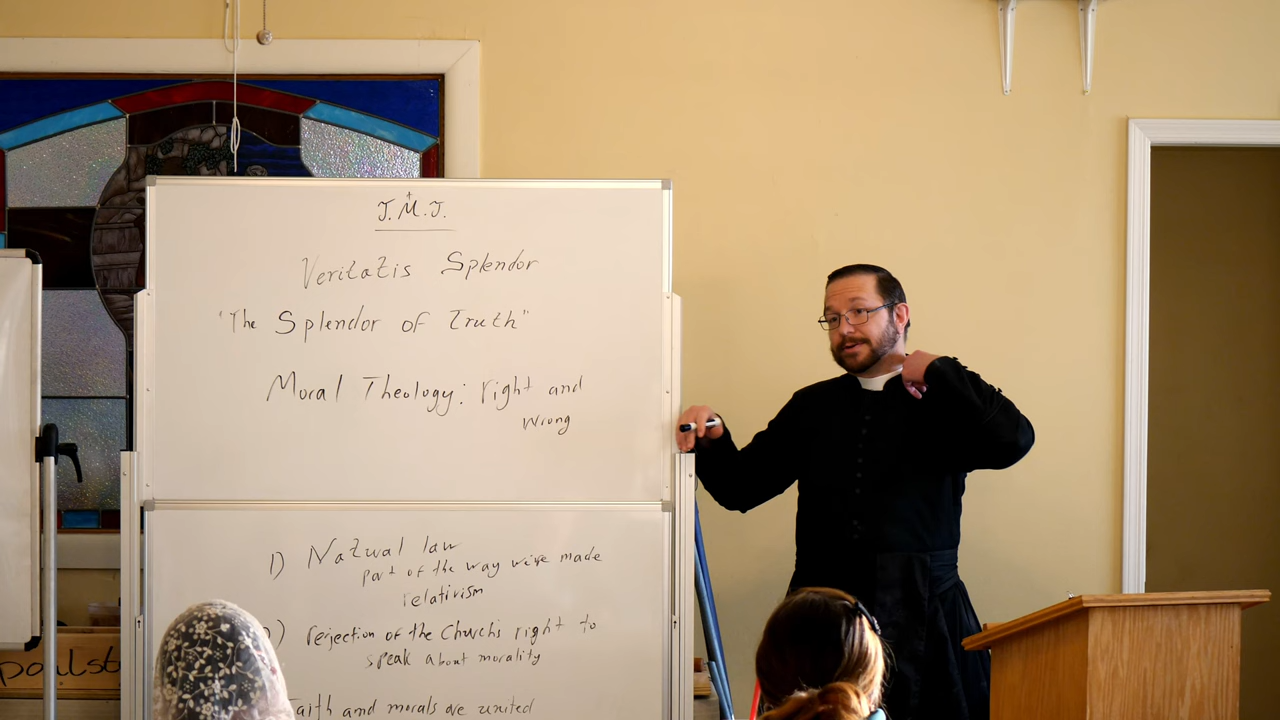 J.M.J.
Veritatis Splendor
"The Splendor of Truth"
Moral Theology: right and
wrong
1) Natural law
part of the way we're made
relativism
) rejection of the Church's right to
speak about morality
faith and morals are united